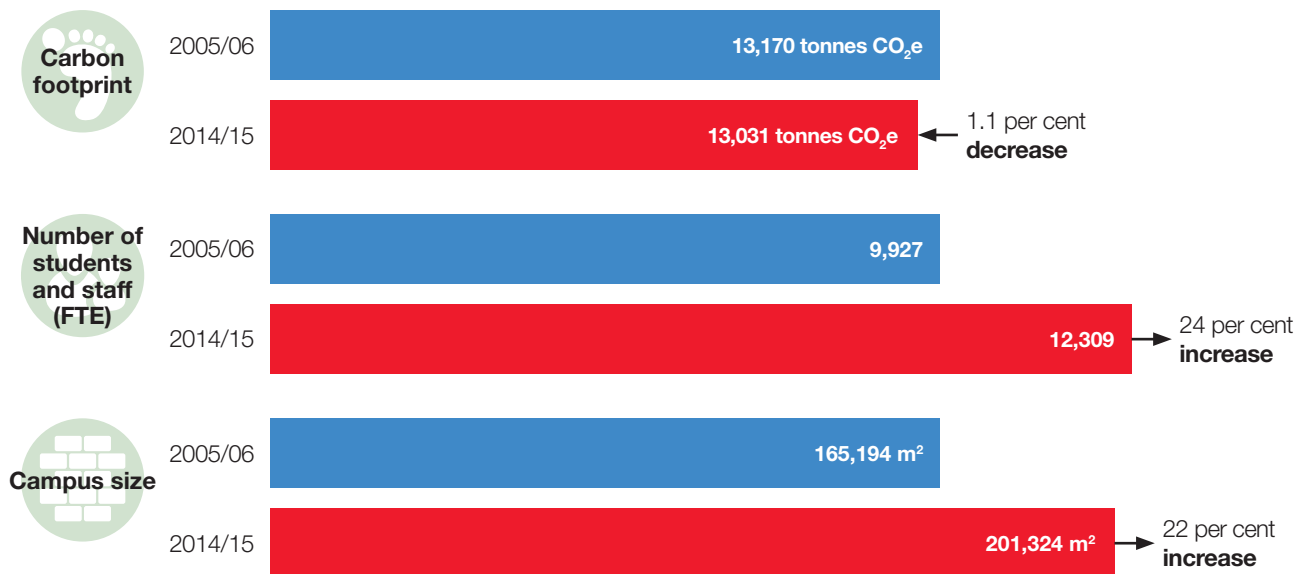 Carbon
footprint
2005/06
13,170 tonnes CO₂e
2014/15
13,031 tonnes CO₂e
1.1 per cent
decrease
Number of
students
and staff
(FTE)
2005/06
9,927
2014/15
12,309
24 per cent
increase
Campus size
2005/06
165,194 m²
2014/15
201,324 m²
22 per cent
increase